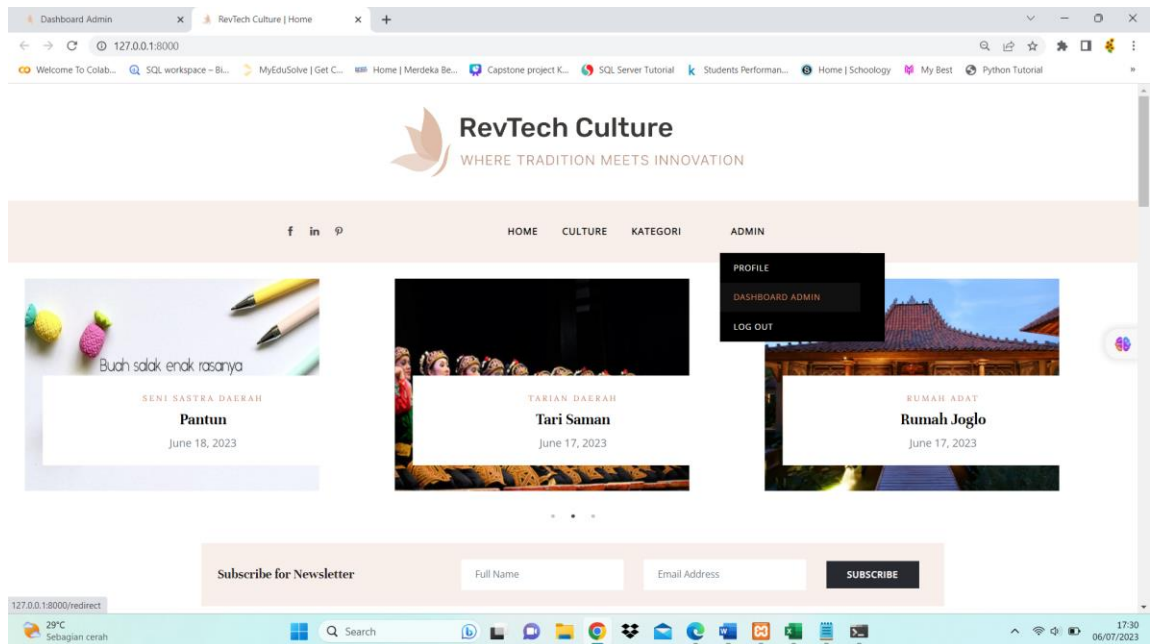 Dashboard Admin
RevTech Culture | Home
127.0.0.1:8000
Welcome To Colab...
SQL workspace – Bi...
MyEduSolve | Get C...
Home | Merdeka Be...
Capstone project K...
SQL Server Tutorial
Students Performan...
Home | Schoology
My Best
Python Tutorial
RevTech Culture
WHERE TRADITION MEETS INNOVATION
HOME
CULTURE
KATEGORI
ADMIN
PROFILE
DASHBOARD ADMIN
LOG OUT
Buah salak enak rasanya
SENI SASTRA DAERAH
Pantun
June 18, 2023
TARIAN DAERAH
Tari Saman
June 17, 2023
RUMAH ADAT
Rumah Joglo
June 17, 2023
Subscribe for Newsletter
Full Name
Email Address
SUBSCRIBE
127.0.0.1:8000/redirect
29°C
Sebagian cerah
Search
17:30
06/07/2023